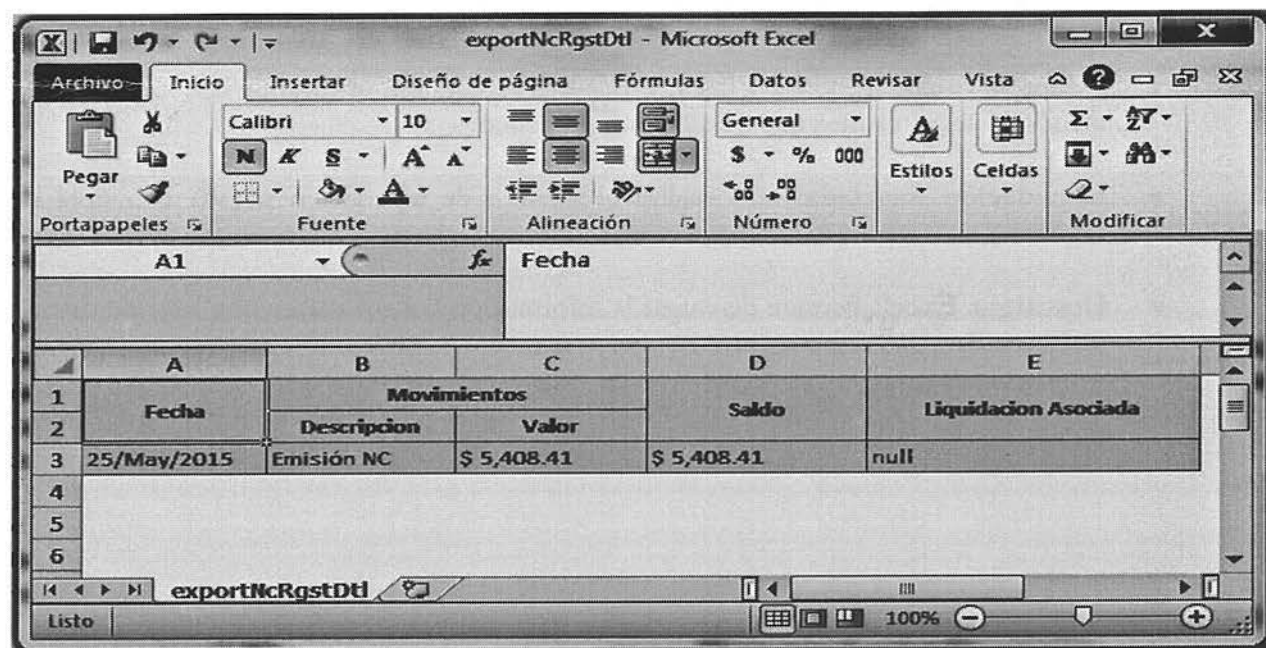 exportNcRgstDtl - Microsoft Excel
Archivo Inicio Insertar Diseño de página Fórmulas Datos Revisar Vista
Calibri 10 General
N K S A A $ % 000
Pegar Estilos Celdas
Portapapeles Fuente Alineación Número Modificar
A1 fx Fecha
A B C D E
1 Fecha Movimientos Saldo Liquidacion Asociada
2 Descripcion Valor
3 25/May/2015 Emisión NC $ 5,408.41 $ 5,408.41 null
4
5
6
exportNcRgstDtl
Listo 100%